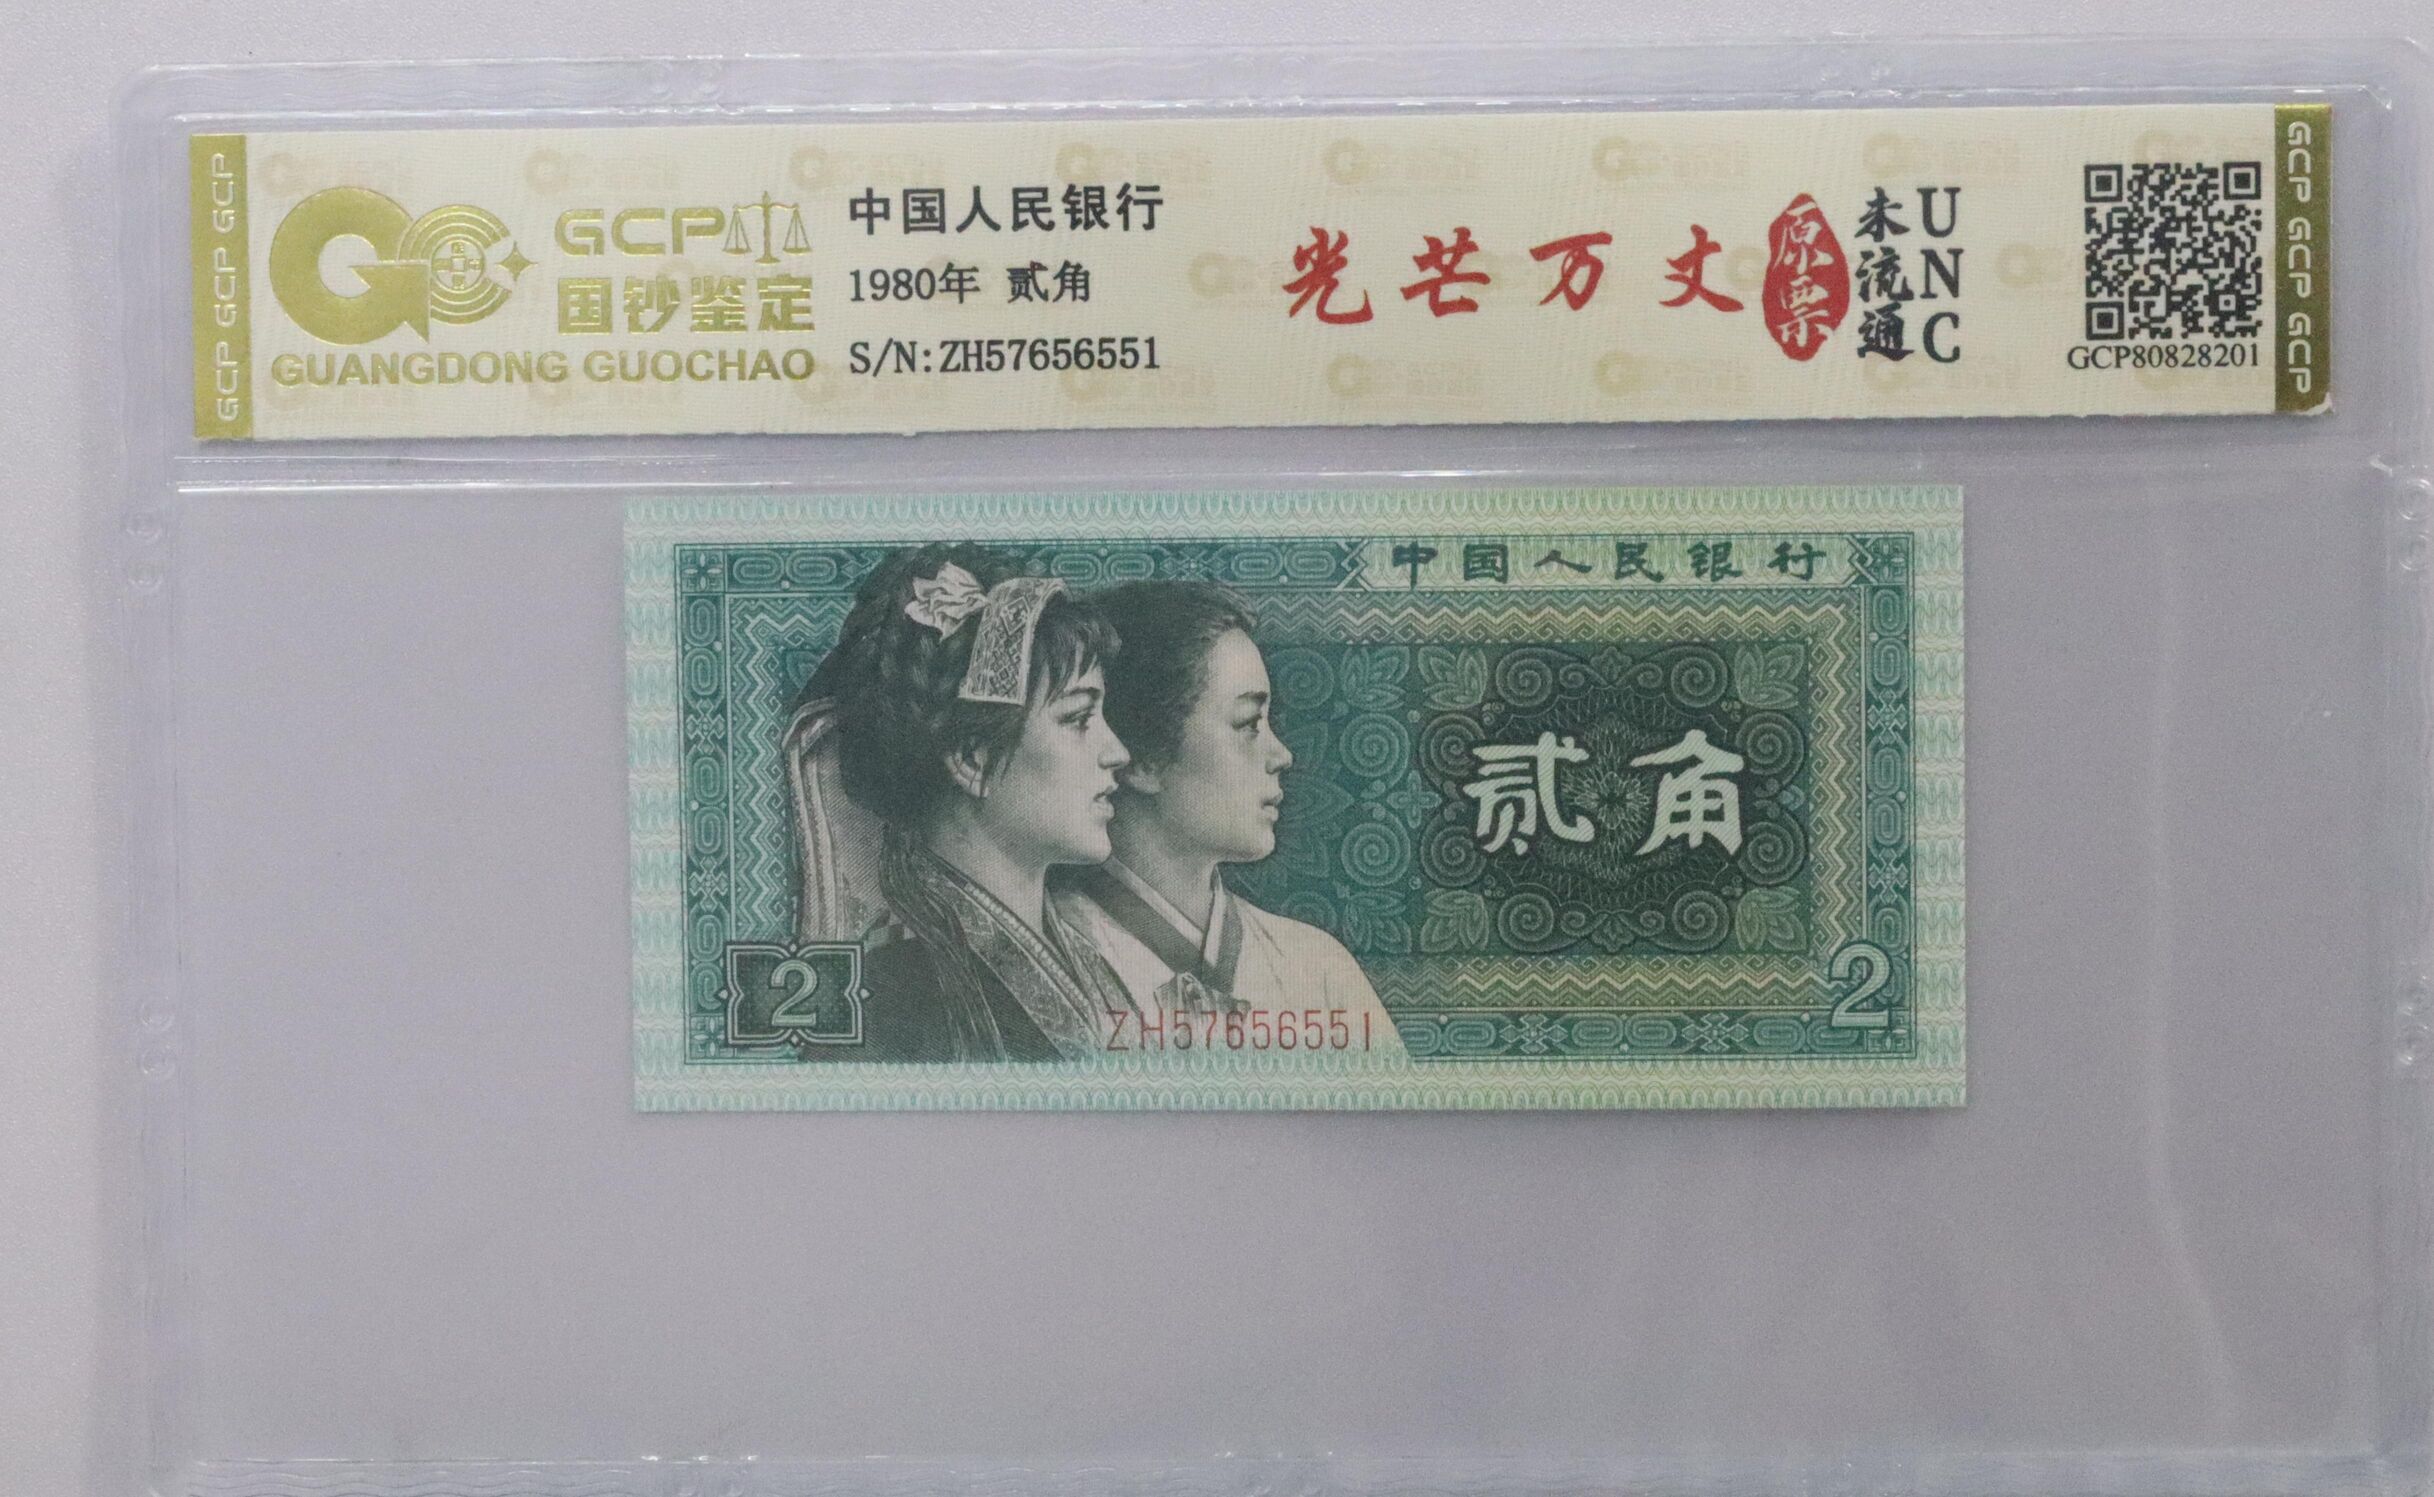 GCP GCP GCP
GCP
国钞鉴定
GUANGDONG GUOCHAO
中国人民银行
1980年 贰角
S/N:ZH57656551
光芒万丈
原票
未流通
UNC
GCP80828201
GCP GCP GCP
中国人民银行
贰角
2
2
ZH57656551